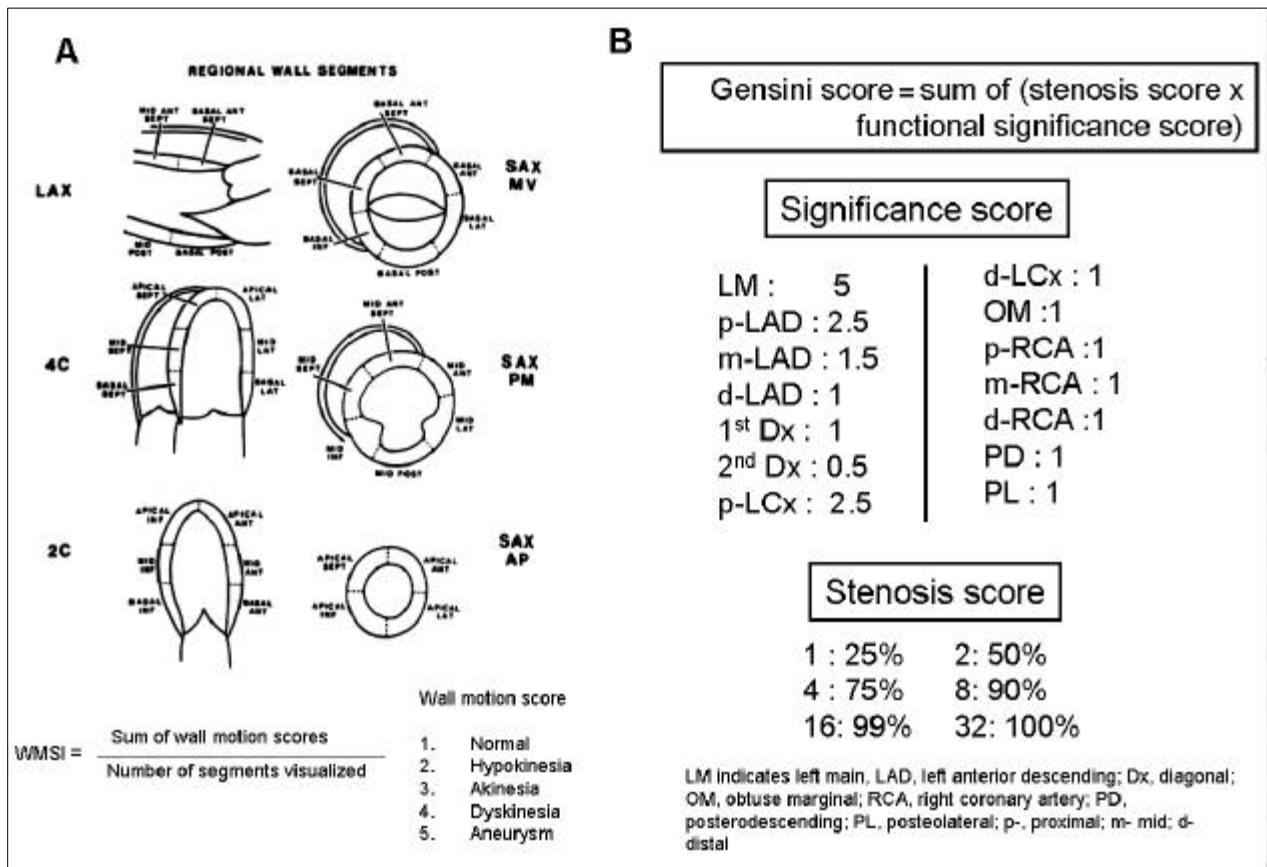 A
REGIONAL WALL SEGMENTS
MID ANT
SEPT
BASAL ANT
SEPT
LAX
MID
POST
BASAL POST
BASAL ANT
SEPT
BASAL
SEPT
BASAL
ANT
SAX
MV
BASAL
LAT
BASAL
INF
BASAL POST
APICAL
SEPT
APICAL
LAT
4C
MID
SEPT
MID
LAT
BASAL
SEPT
BASAL
LAT
MID ANT
SEPT
MID
SEPT
MID
ANT
SAX
PM
MID
LAT
MID
INF
MID POST
APICAL
INF
APICAL
ANT
2C
MID
INF
MID
ANT
BASAL
INF
BASAL
ANT
SAX
AP
APICAL
SEPT
APICAL
ANT
APICAL
INF
APICAL
LAT
WMSI =
Sum of wall motion scores
Number of segments visualized
Wall motion score
1. Normal
2. Hypokinesia
3. Akinesia
4. Dyskinesia
5. Aneurysm
B
Gensini score = sum of (stenosis score x
functional significance score)
Significance score
LM : 5
p-LAD : 2.5
m-LAD : 1.5
d-LAD : 1
1st Dx : 1
2nd Dx : 0.5
p-LCx : 2.5
d-LCx : 1
OM :1
p-RCA :1
m-RCA : 1
d-RCA :1
PD : 1
PL : 1
Stenosis score
1 : 25% 2: 50%
4 : 75% 8: 90%
16: 99% 32: 100%
LM indicates left main, LAD, left anterior descending; Dx, diagonal;
OM, obtuse marginal; RCA, right coronary artery; PD,
posterodescending; PL, posteolateral; p-, proximal; m- mid; d-
distal